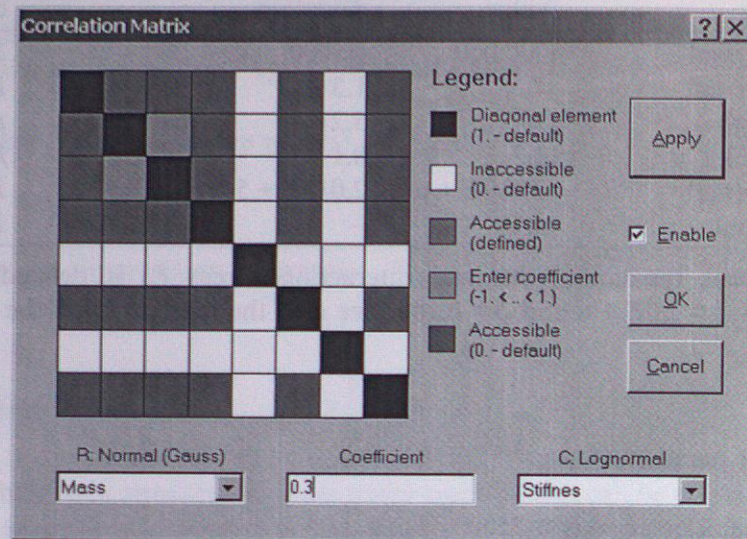 Correlation Matrix
Legend:
Diagonal element
(1. - default)
Inaccessible
(0. - default)
Accessible
(defined)
Enter coefficient
(-1. < .. < 1.)
Accessible
(0. - default)
Apply
Enable
OK
Cancel
R: Normal (Gauss)
Coefficient
C: Lognormal
Mass
0.3
Stiffnes